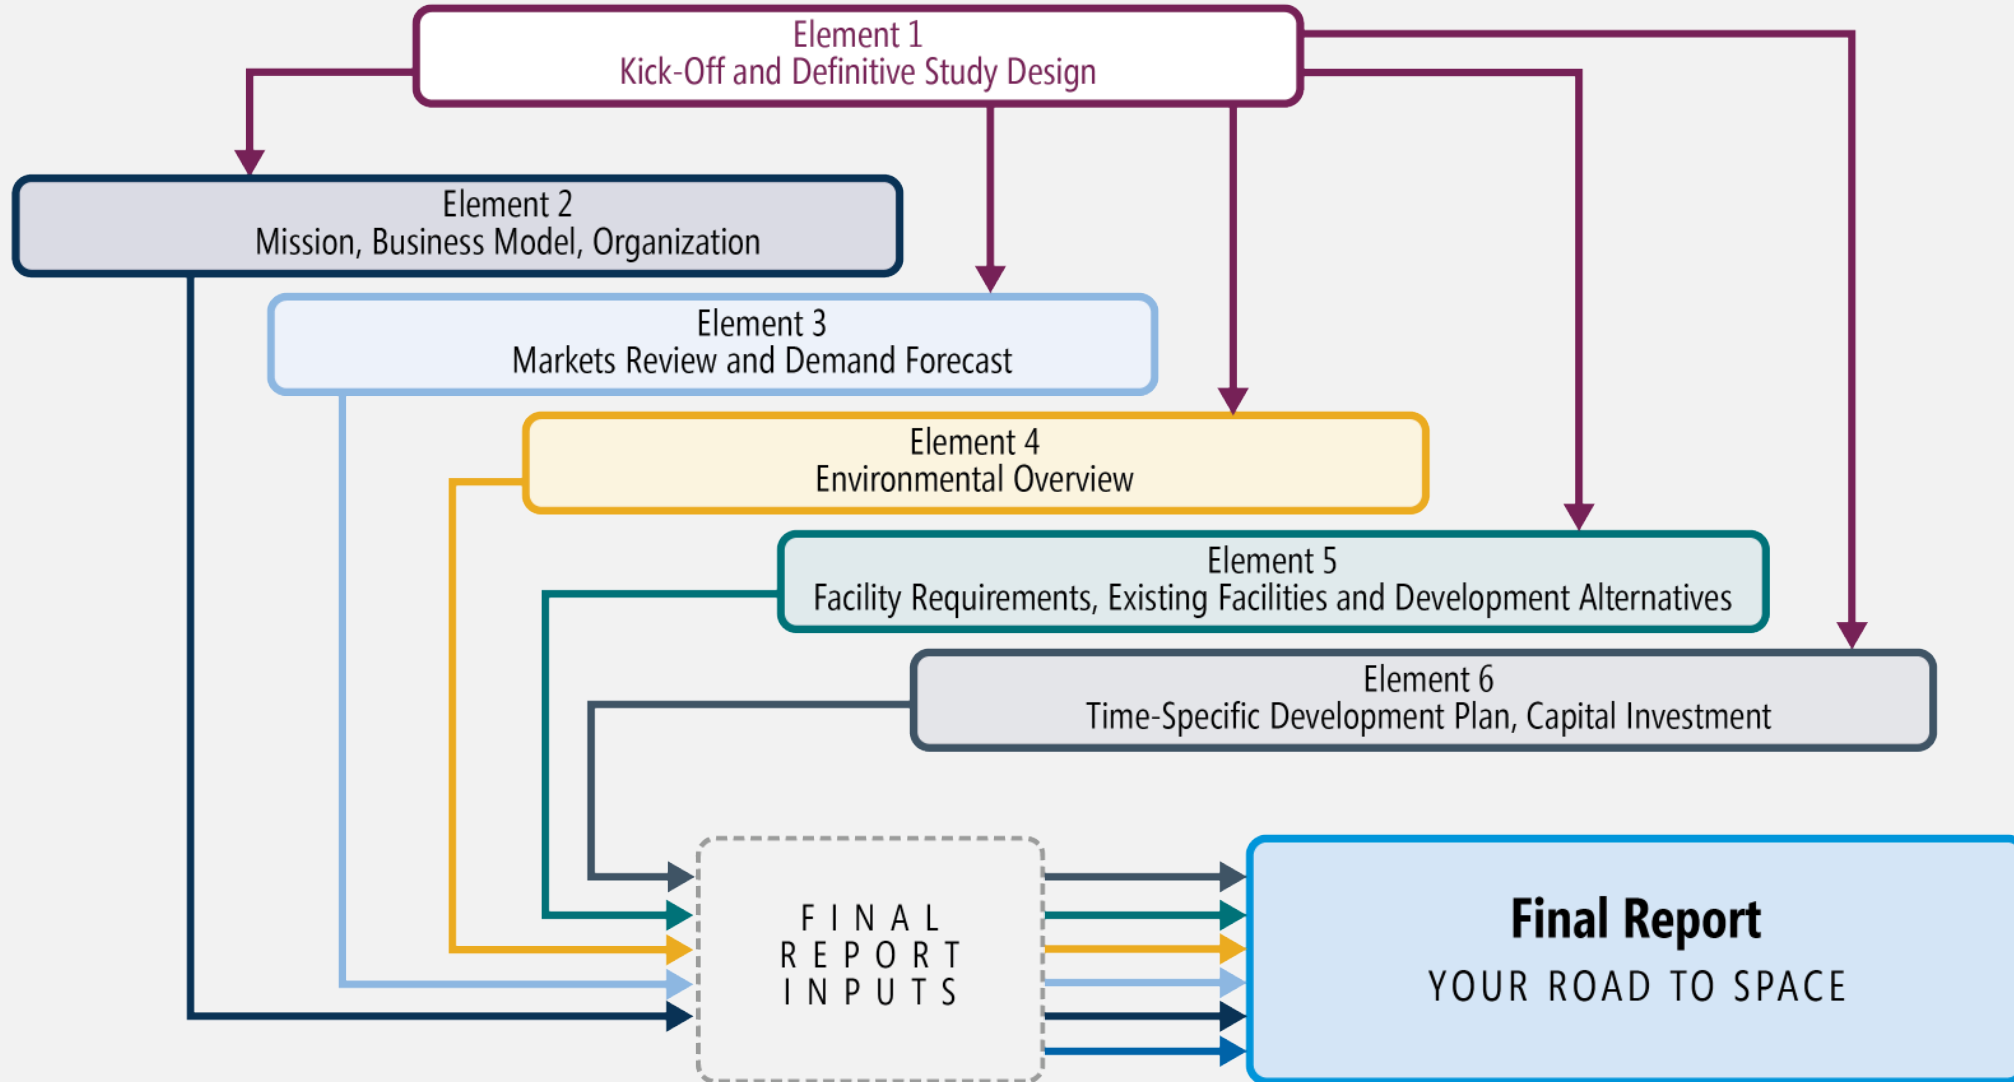 Element 1
Kick-Off and Definitive Study Design
Element 2
Mission, Business Model, Organization
Element 3
Markets Review and Demand Forecast
Element 4
Environmental Overview
Element 5
Facility Requirements, Existing Facilities and Development Alternatives
Element 6
Time-Specific Development Plan, Capital Investment
FINAL
REPORT
INPUTS
Final Report
YOUR ROAD TO SPACE